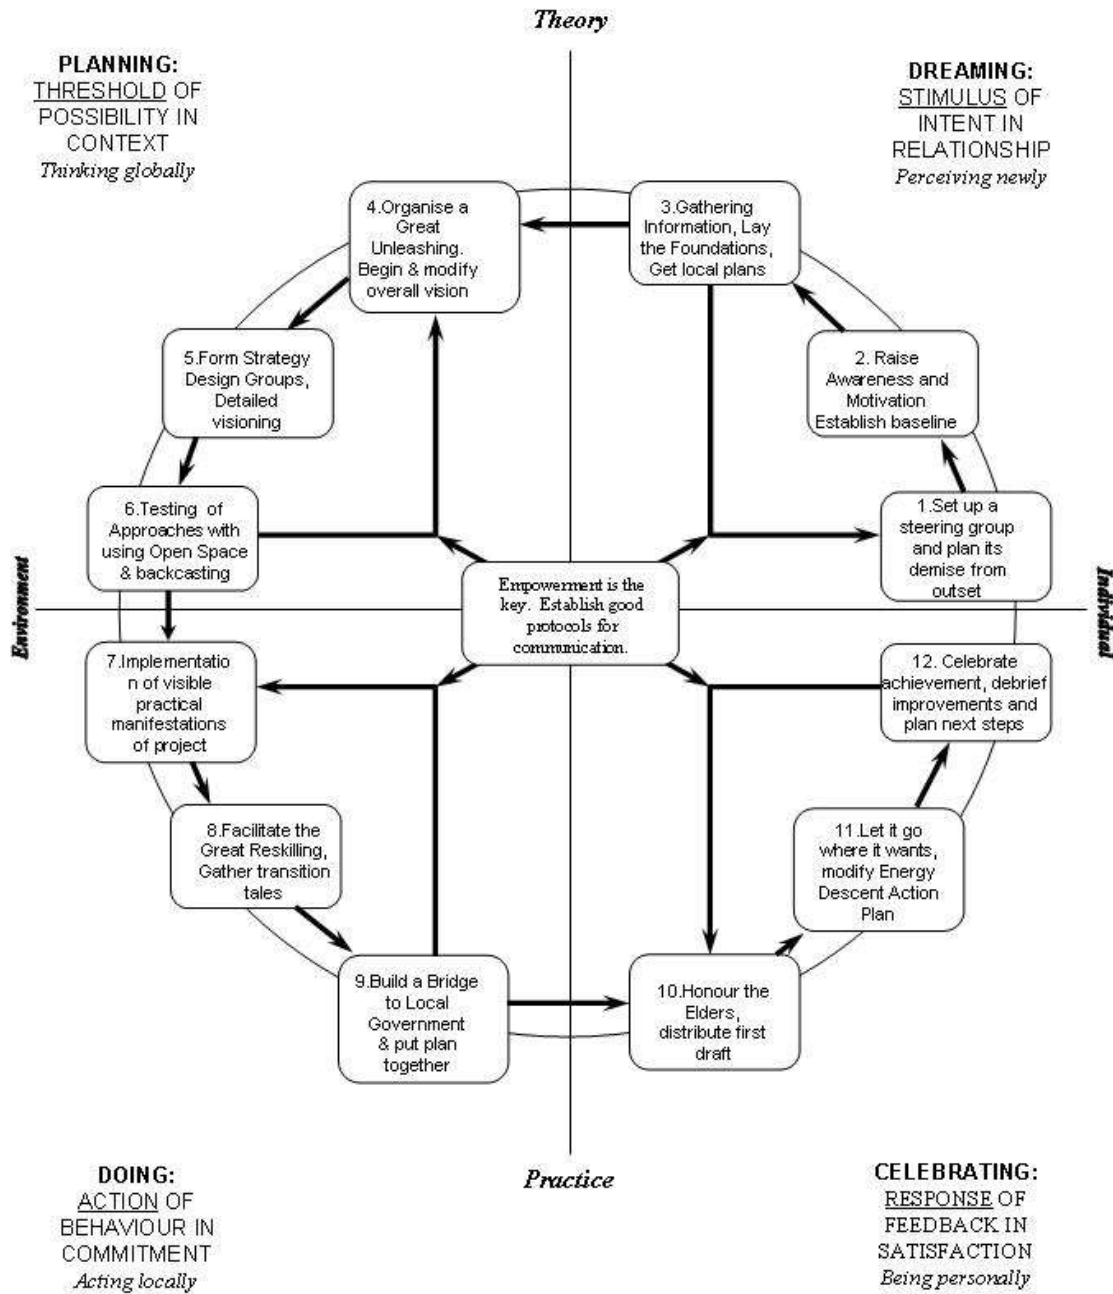 Theory
PLANNING:
THRESHOLD OF
POSSIBILITY IN
CONTEXT
Thinking globally
DREAMING:
STIMULUS OF
INTENT IN
RELATIONSHIP
Perceiving newly
4.Organise a
Great
Unleashing.
Begin & modify
overall vision
3.Gathering
Information, Lay
the Foundations,
Get local plans
5.Form Strategy
Design Groups,
Detailed
visioning
2. Raise
Awareness and
Motivation
Establish baseline
6.Testing of
Approaches with
using Open Space
& backcasting
1.Set up a
steering group
and plan its
demise from
outset
Environment
Empowerment is the
key. Establish good
protocols for
communication.
Individual
7.Implementatio
n of visible
practical
manifestations
of project
12. Celebrate
achievement, debrief
improvements and
plan next steps
8.Facilitate the
Great Reskilling,
Gather transition
tales
11.Let it go
where it wants,
modify Energy
Descent Action
Plan
9.Build a Bridge
to Local
Government
& put plan
together
10.Honour the
Elders,
distribute first
draft
Practice
DOING:
ACTION OF
BEHAVIOUR IN
COMMITMENT
Acting locally
CELEBRATING:
RESPONSE OF
FEEDBACK IN
SATISFACTION
Being personally